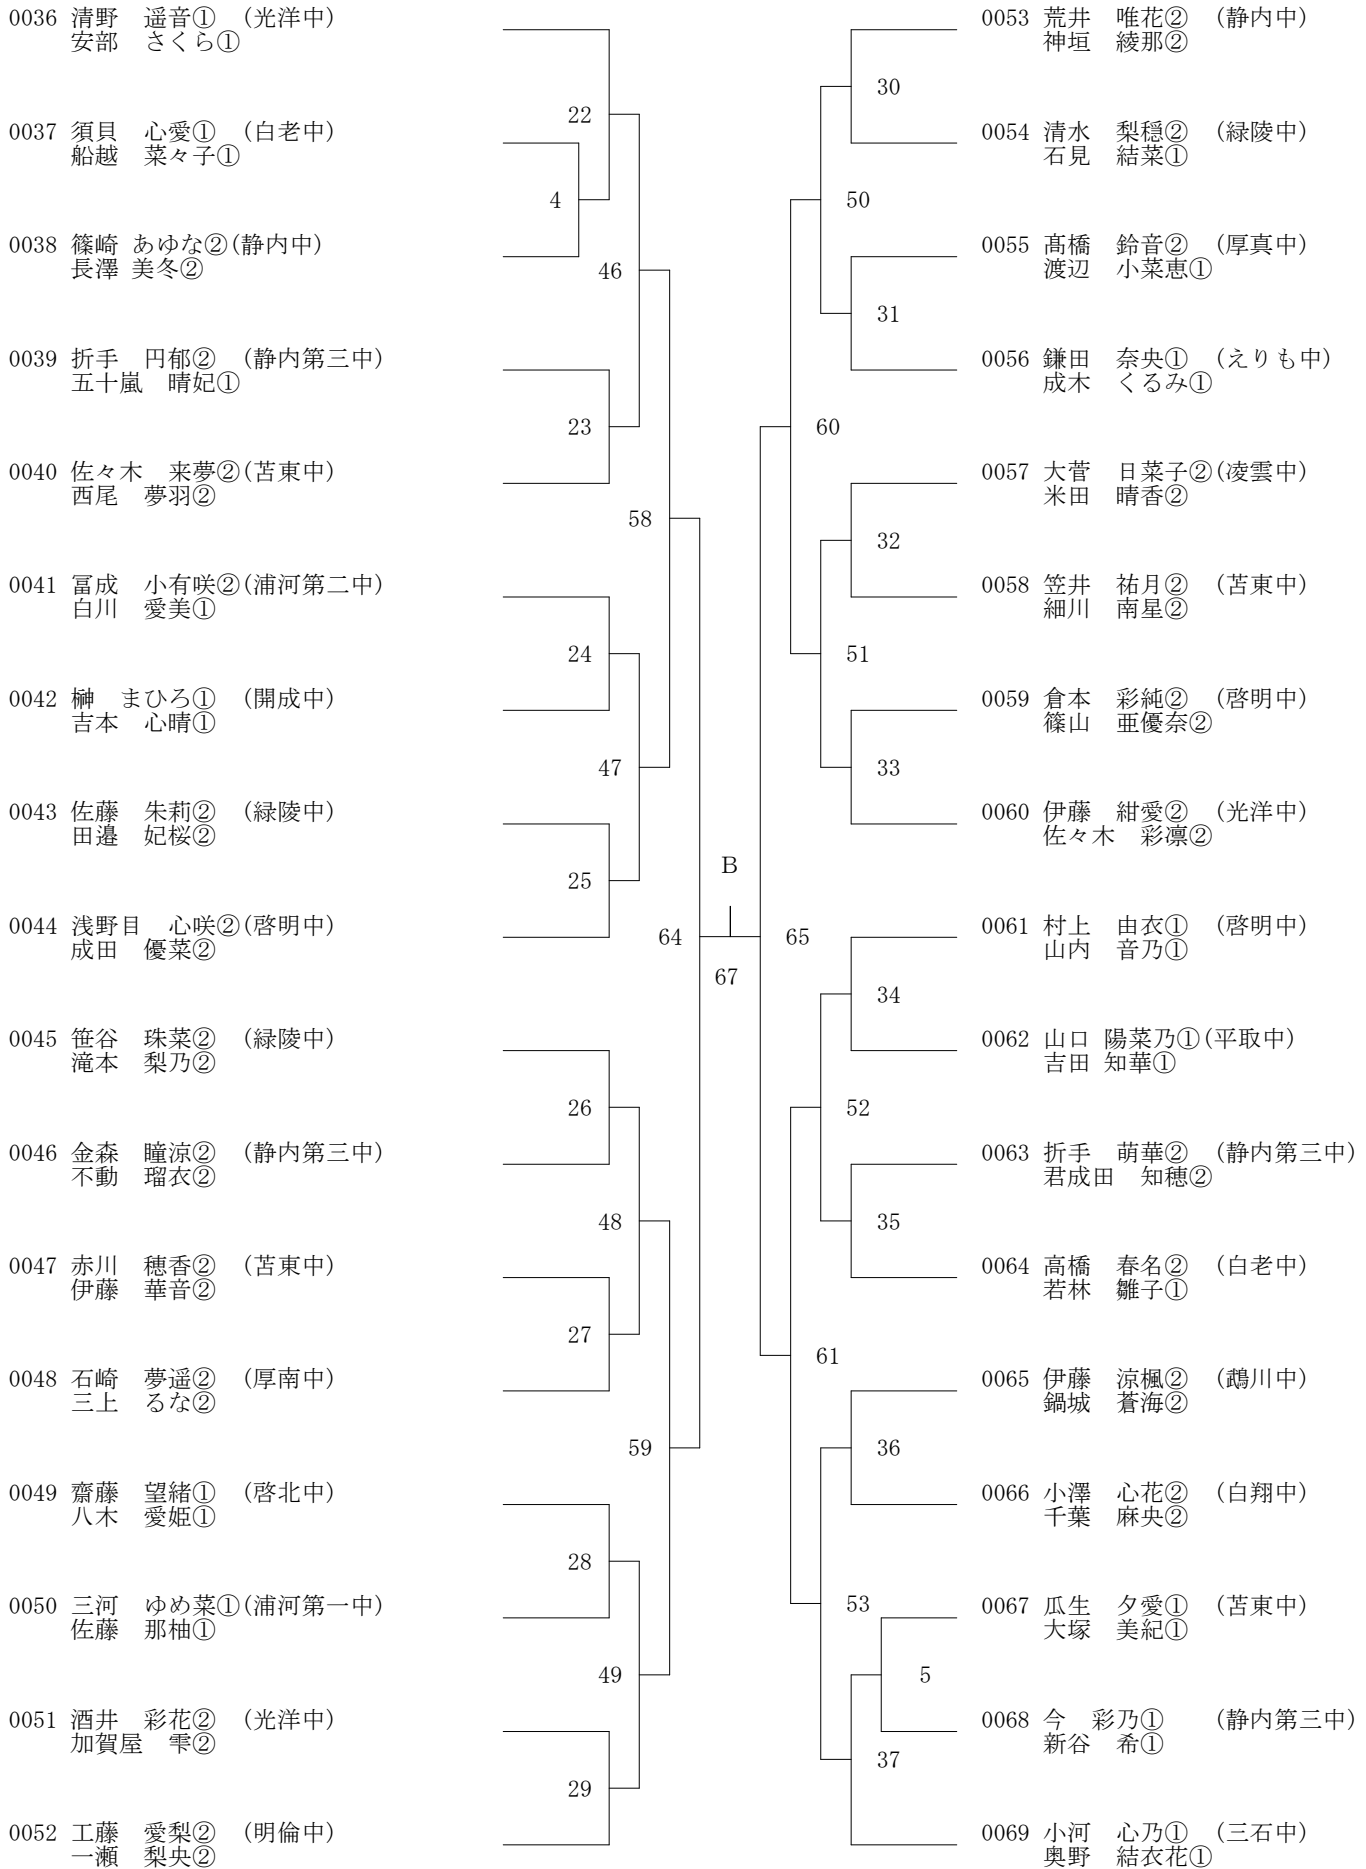 0036 清野　遥音①　(光洋中)
安部　さくら①
0037 須貝　心愛①　(白老中)
船越　菜々子①
0038 篠崎 あゆな②(静内中)
長澤 美冬②
0039 折手　円郁②　(静内第三中)
五十嵐　晴妃①
0040 佐々木　来夢②(苫東中)
西尾　夢羽②
0041 冨成　小有咲②(浦河第二中)
白川　愛美①
0042 榊　まひろ①　(開成中)
吉本　心晴①
0043 佐藤　朱莉②　(緑陵中)
田邉　妃桜②
0044 浅野目　心咲②(啓明中)
成田　優菜②
0045 笹谷　珠菜②　(緑陵中)
滝本　梨乃②
0046 金森　瞳涼②　(静内第三中)
不動　瑠衣②
0047 赤川　穂香②　(苫東中)
伊藤　華音②
0048 石崎　夢遥②　(厚南中)
三上　るな②
0049 齋藤　望緒①　(啓北中)
八木　愛姫①
0050 三河　ゆめ菜①(浦河第一中)
佐藤　那柚①
0051 酒井　彩花②　(光洋中)
加賀屋　雫②
0052 工藤　愛梨②　(明倫中)
一瀬　梨央②
22
4
46
23
58
24
47
25
64
26
48
27
59
28
49
29
B
67
65
30
50
31
60
32
51
33
34
52
35
61
36
53
5
37
0053 荒井　唯花②　(静内中)
神垣　綾那②
0054 清水　梨穏②　(緑陵中)
石見　結菜①
0055 髙橋　鈴音②　(厚真中)
渡辺　小菜恵①
0056 鎌田　奈央①　(えりも中)
成木　くるみ①
0057 大菅　日菜子②(凌雲中)
米田　晴香②
0058 笠井　祐月②　(苫東中)
細川　南星②
0059 倉本　彩純②　(啓明中)
篠山　亜優奈②
0060 伊藤　紺愛②　(光洋中)
佐々木　彩凛②
0061 村上　由衣①　(啓明中)
山内　音乃①
0062 山口 陽菜乃①(平取中)
吉田 知華①
0063 折手　萌華②　(静内第三中)
君成田　知穂②
0064 高橋　春名②　(白老中)
若林　雛子①
0065 伊藤　涼楓②　(鵡川中)
鍋城　蒼海②
0066 小澤　心花②　(白翔中)
千葉　麻央②
0067 瓜生　夕愛①　(苫東中)
大塚　美紀①
0068 今　彩乃①　　(静内第三中)
新谷　希①
0069 小河　心乃①　(三石中)
奥野　結衣花①